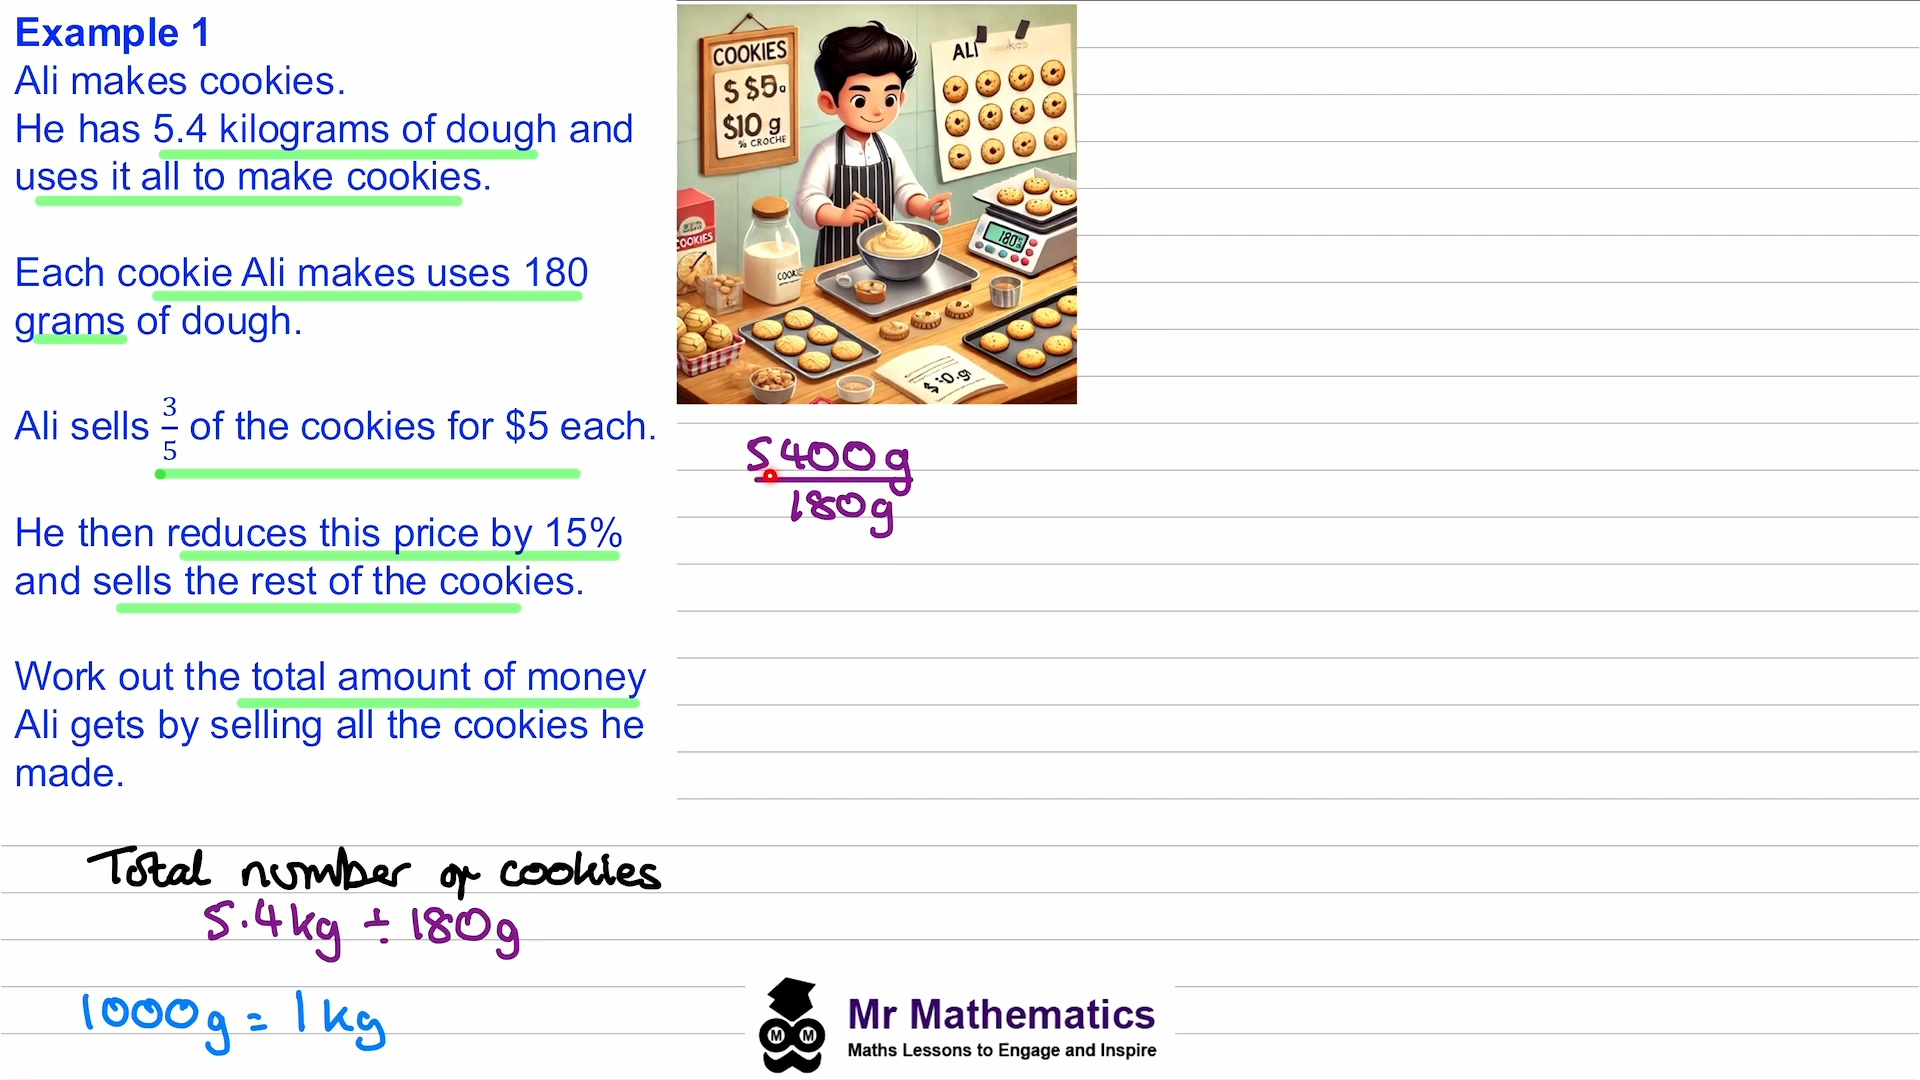 Example 1
Ali makes cookies.
He has 5.4 kilograms of dough and
uses it all to make cookies.
Each cookie Ali makes uses 180
grams of dough.
Ali sells 3/5 of the cookies for $5 each.
He then reduces this price by 15%
and sells the rest of the cookies.
Work out the total amount of money
Ali gets by selling all the cookies he
made.
Total number of cookies
5.4kg ÷ 180g
1000g = 1kg
COOKIES
$ $5.
$10 g
% CROCHE
ALI
COOKIES
180
5400g
180g
M M
Mr Mathematics
Maths Lessons to Engage and Inspire